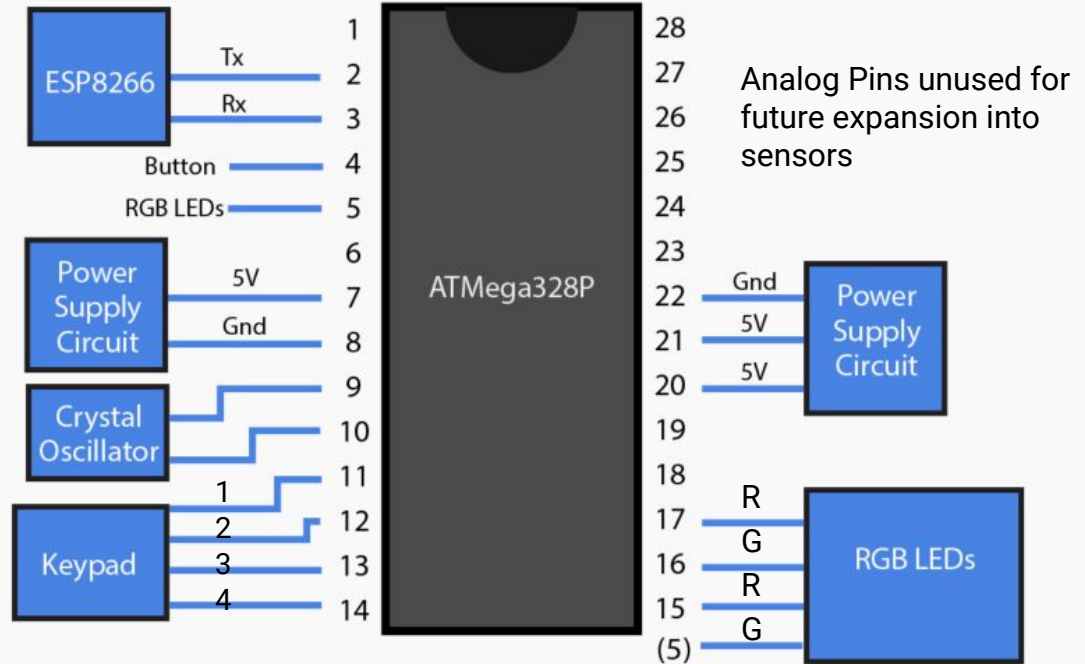 ESP8266
Tx
Rx
Button
RGB LEDs
Power
Supply
Circuit
5V
Gnd
Crystal
Oscillator
Keypad
1
2
3
4
1
2
3
4
5
6
7
8
9
10
11
12
13
14
ATMega328P
28
27
26
25
24
23
22
21
20
19
18
17
16
15
(5)
Analog Pins unused for
future expansion into
sensors
Gnd
5V
5V
Power
Supply
Circuit
R
G
R
G
RGB LEDs